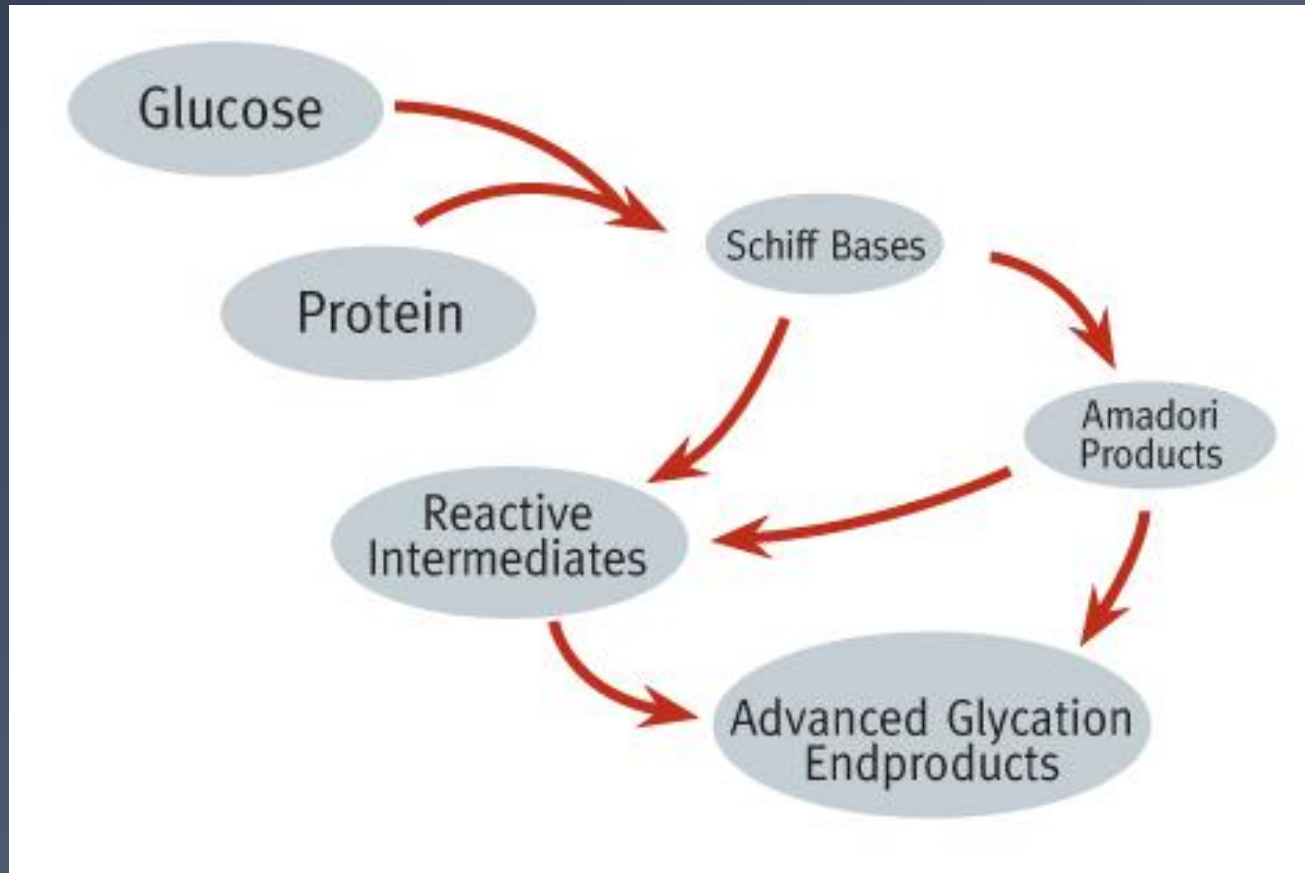 Glucose
Protein
Schiff Bases
Amadori
Products
Reactive
Intermediates
Advanced Glycation
Endproducts